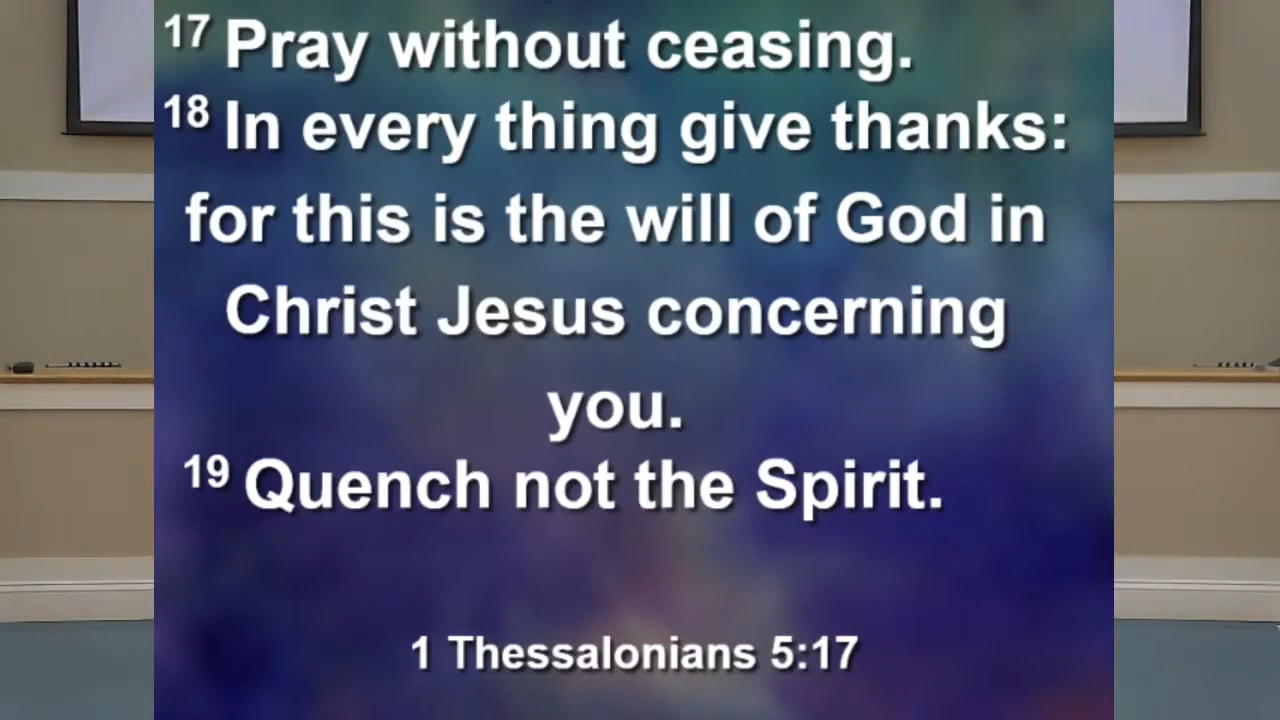 17 Pray without ceasing.
18 In every thing give thanks:
for this is the will of God in
Christ Jesus concerning
you.
19 Quench not the Spirit.
1 Thessalonians 5:17